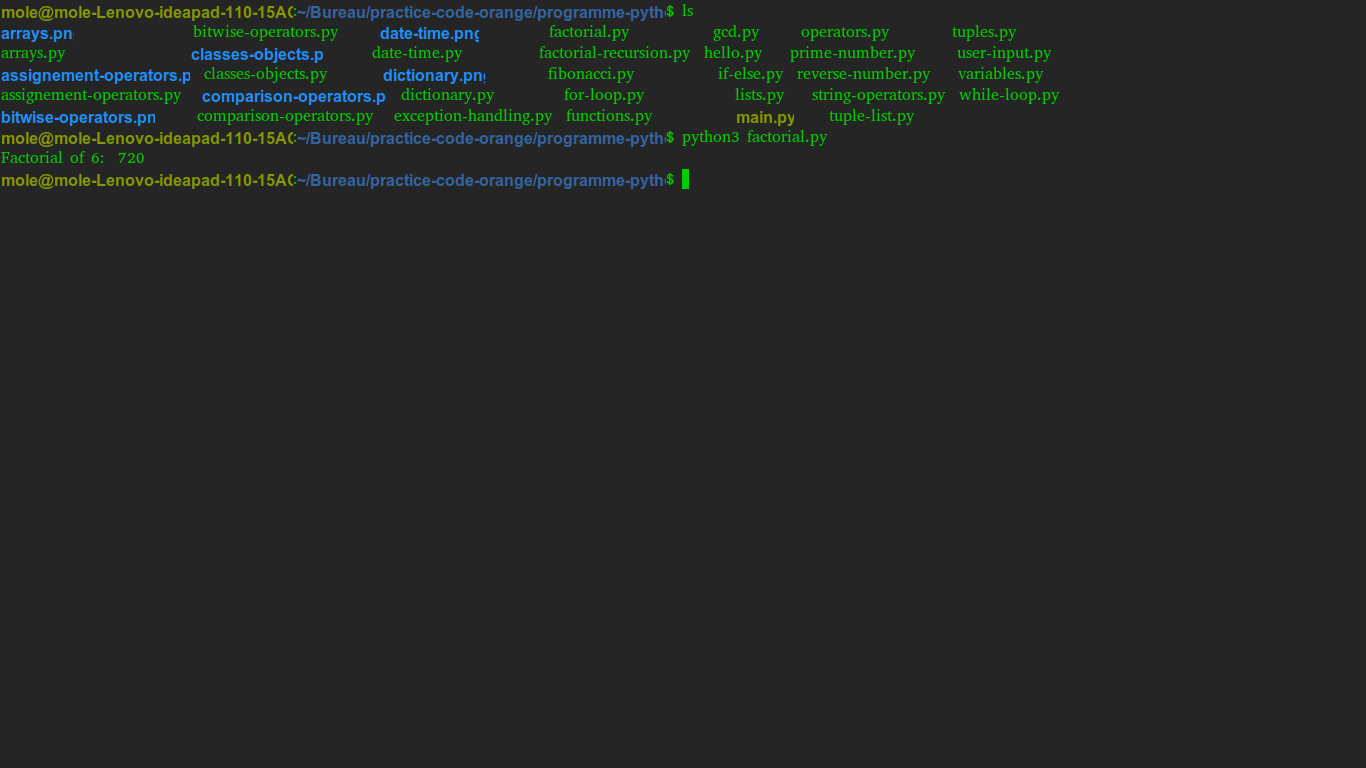 mole@mole-Lenovo-ideapad-110-15AC:~/Bureau/practice-code-orange/programme-pyth$ ls
arrays.pn bitwise-operators.py date-time.png factorial.py gcd.py operators.py tuples.py
arrays.py classes-objects.p date-time.py factorial-recursion.py hello.py prime-number.py user-input.py
assignement-operators.p classes-objects.py dictionary.png fibonacci.py if-else.py reverse-number.py variables.py
assignement-operators.py comparison-operators.p dictionary.py for-loop.py lists.py string-operators.py while-loop.py
bitwise-operators.pn comparison-operators.py exception-handling.py functions.py main.py tuple-list.py
mole@mole-Lenovo-ideapad-110-15AC:~/Bureau/practice-code-orange/programme-pyth$ python3 factorial.py
Factorial of 6: 720
mole@mole-Lenovo-ideapad-110-15AC:~/Bureau/practice-code-orange/programme-pyth$